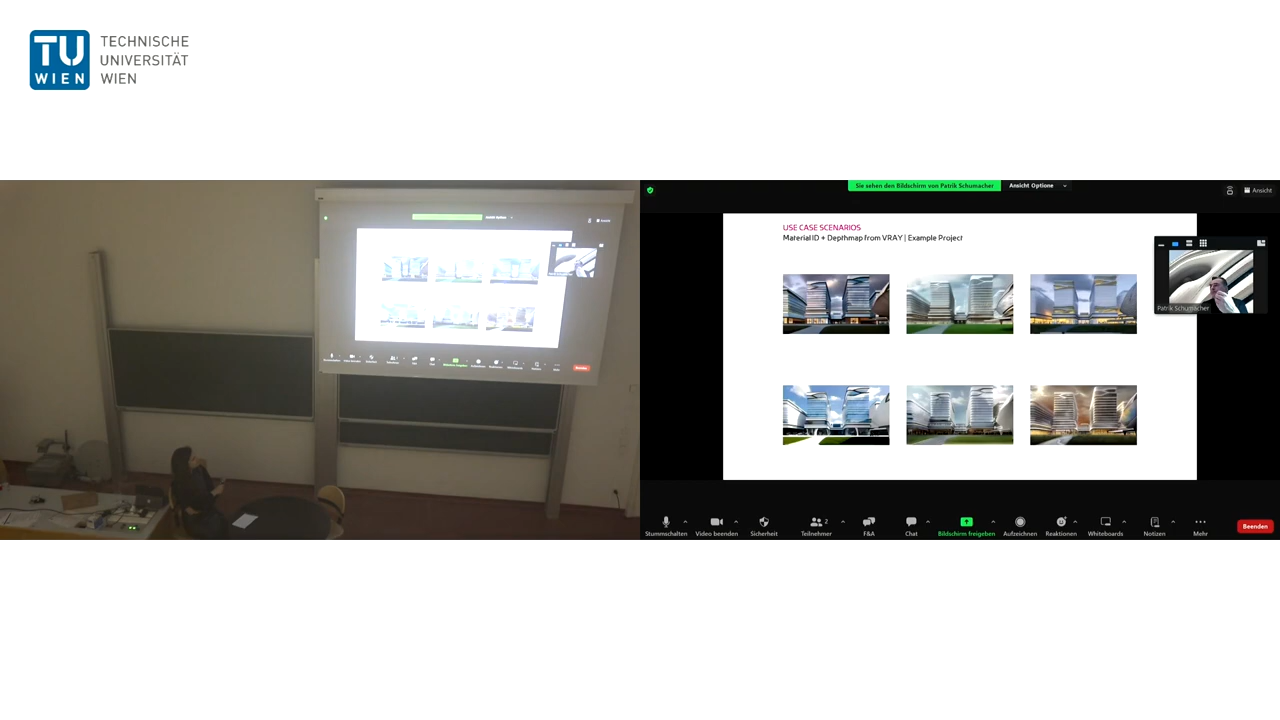 TU
WIEN
TECHNISCHE
UNIVERSITÄT
WIEN
Sie sehen den Bildschirm von Patrik Schumacher
Ansicht Optione
Ansicht
USE CASE SCENARIOS
Material ID + Depthmap from VRAY | Example Project
Patrik Schumacher
Stummschalten
Video beenden
Sicherheit
2
Teilnehmer
F&A
Chat
Bildschirm freigeben
Aufzeichnen
Reaktionen
Whiteboards
Notizen
Mehr
Beenden